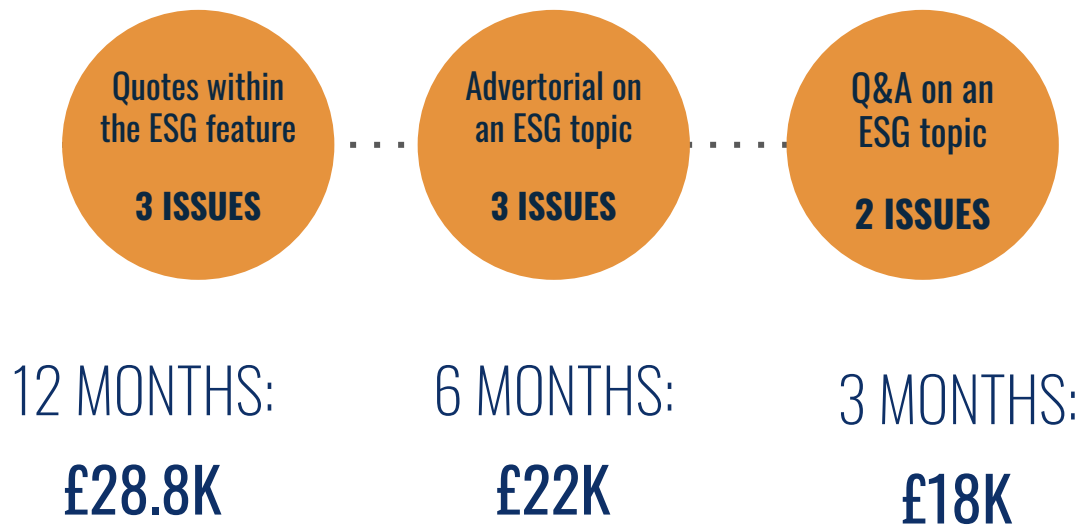 Quotes within
the ESG feature
3 ISSUES
Advertorial on
an ESG topic
3 ISSUES
Q&A on an
ESG topic
2 ISSUES
12 MONTHS:
£28.8K
6 MONTHS:
£22K
3 MONTHS:
£18K